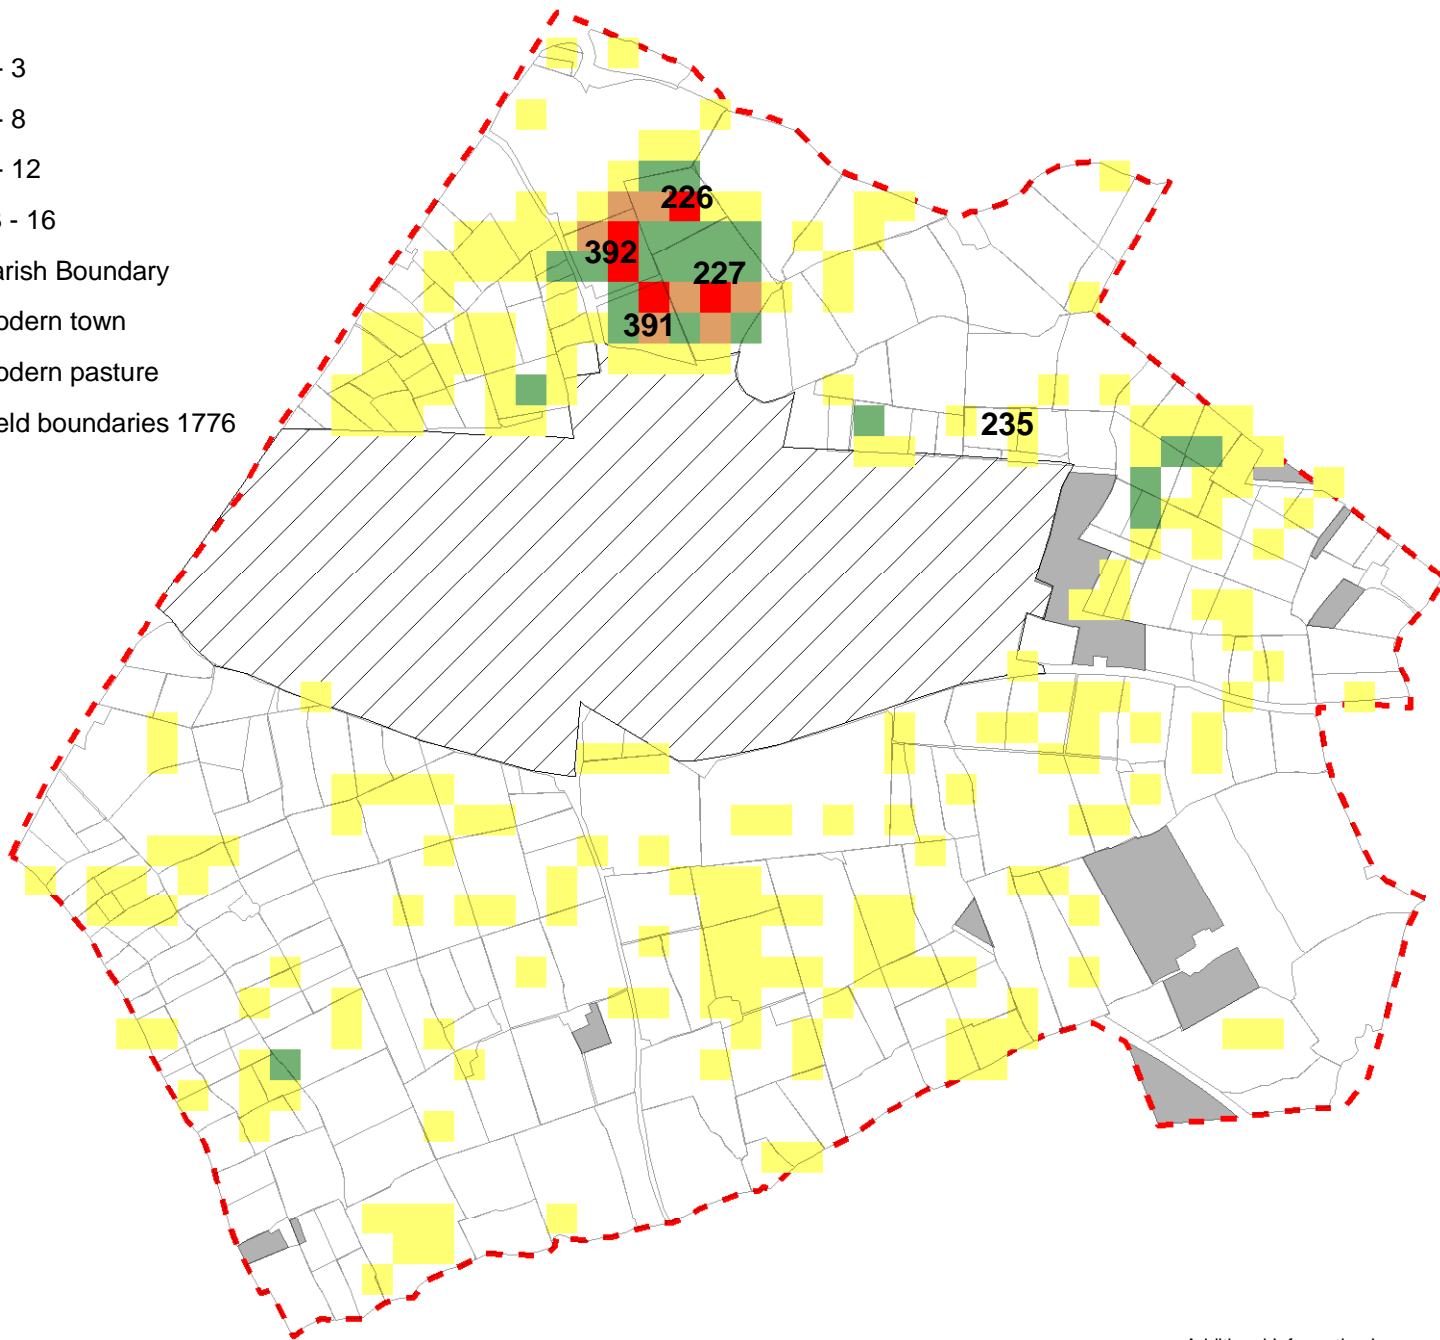 - 3
- 8
- 12
- 16
arish Boundary
odern town
odern pasture
eld boundaries 1776
226
392
227
391
235